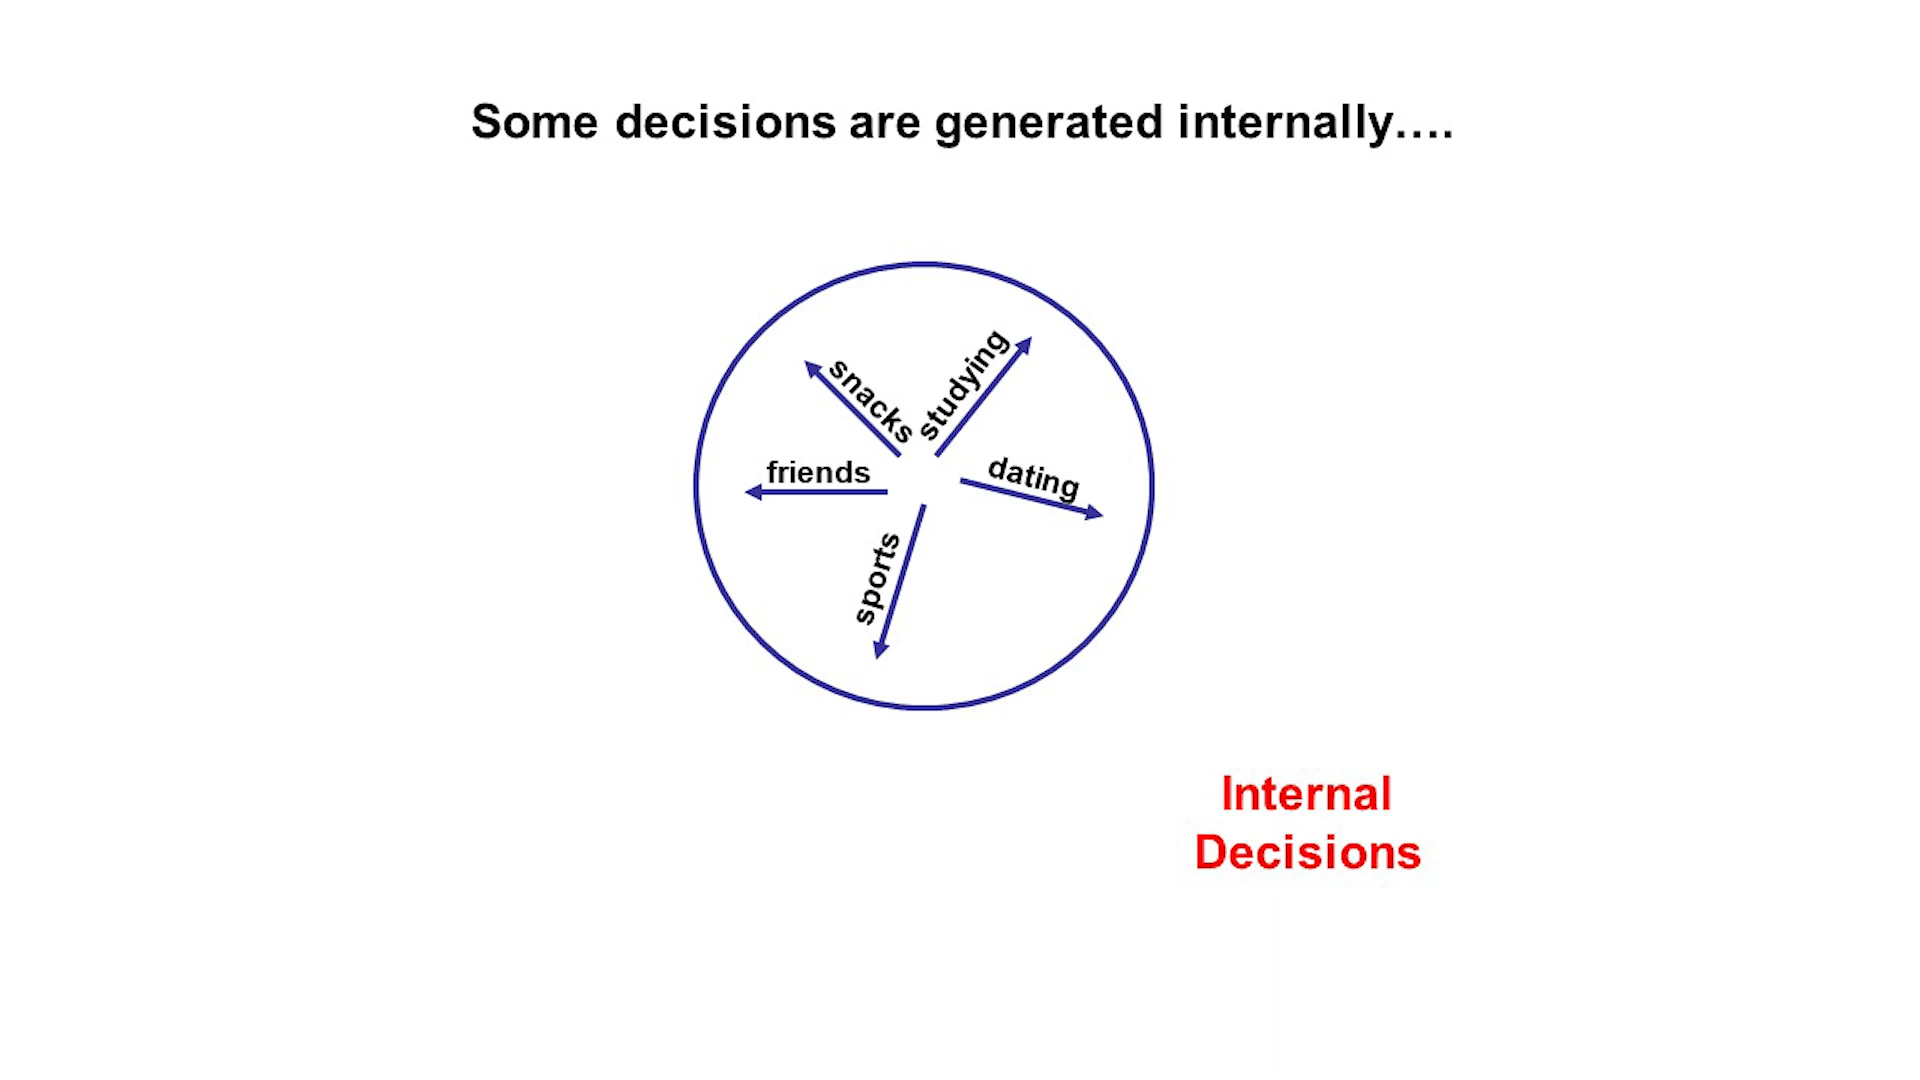 Some decisions are generated internally….
snacks
studying
friends
dating
sports
Internal
Decisions